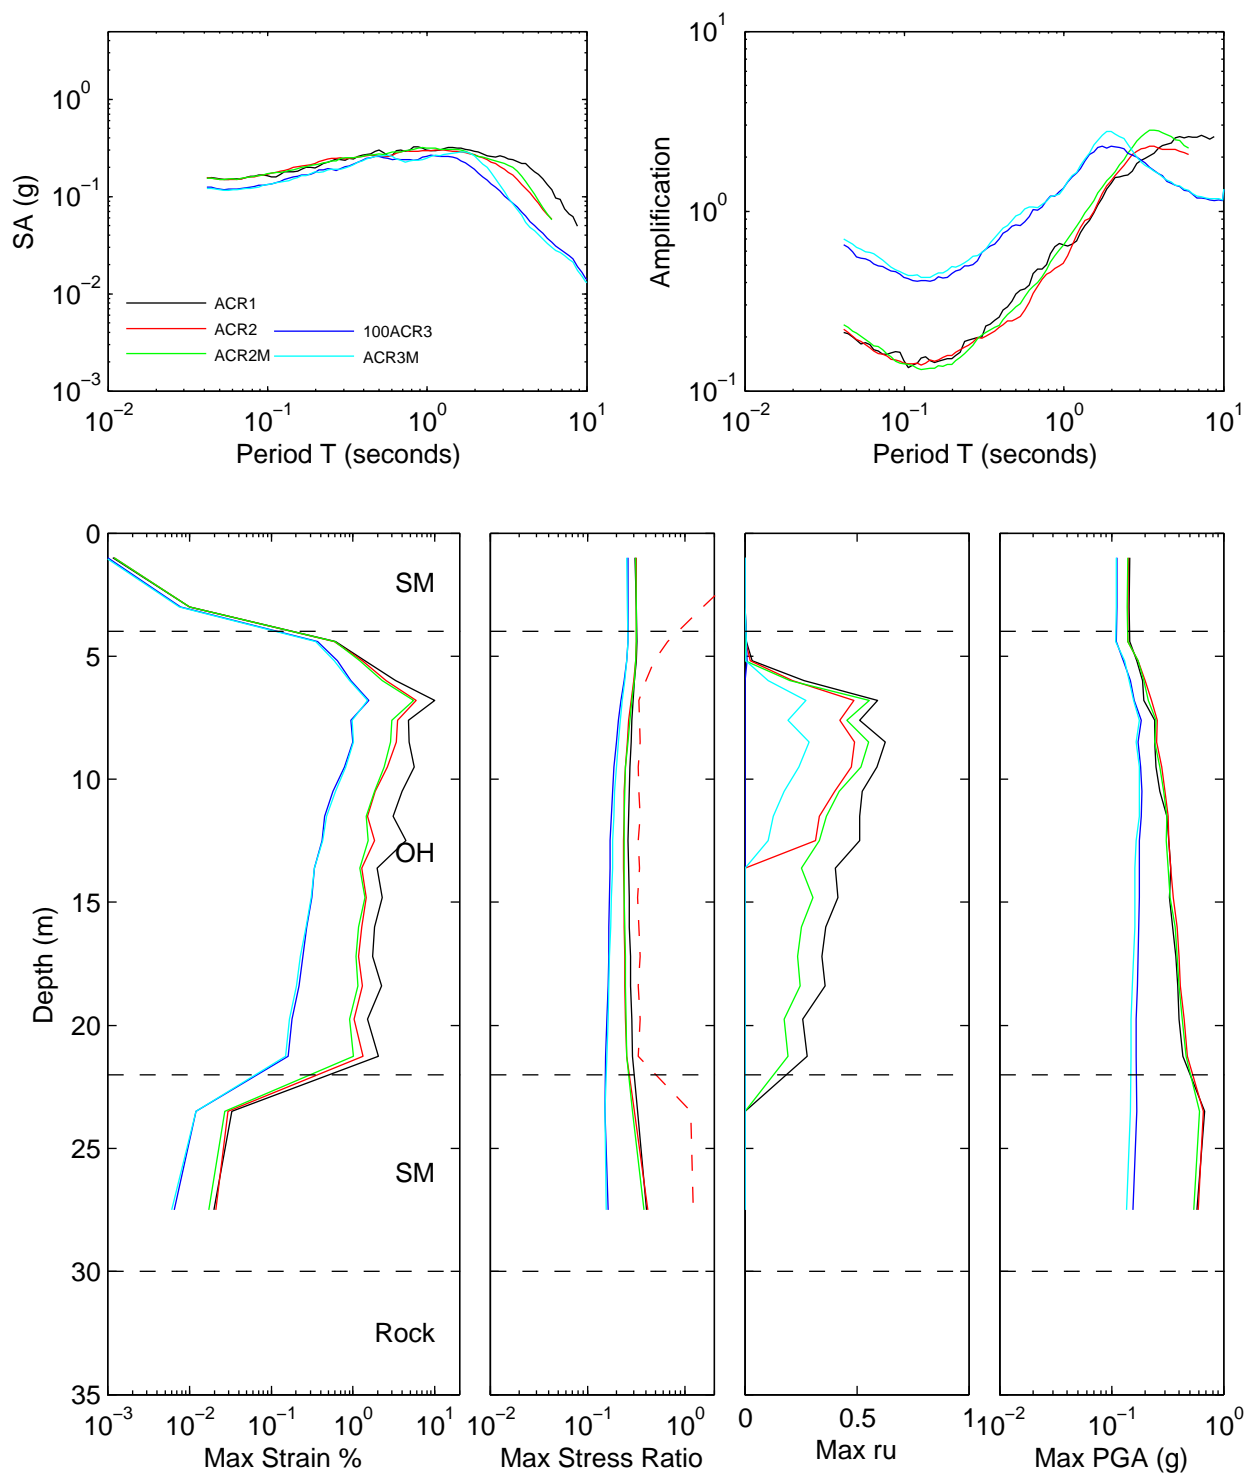 10^0
10^−1
10^−2
10^−3
SA (g)
10^−2 10^−1 10^0 10^1
Period T (seconds)
ACR1
ACR2
ACR2M
100ACR3
ACR3M
10^1
10^0
10^−1
Amplification
10^−2 10^−1 10^0 10^1
Period T (seconds)
0
5
10
15
20
25
30
35
Depth (m)
SM
OH
SM
Rock
10^−3 10^−2 10^−1 10^0 10^1
Max Strain %
10^−2 10^−1 10^0
Max Stress Ratio
0 0.5 1
Max ru
10^−2 10^−1 10^0
Max PGA (g)